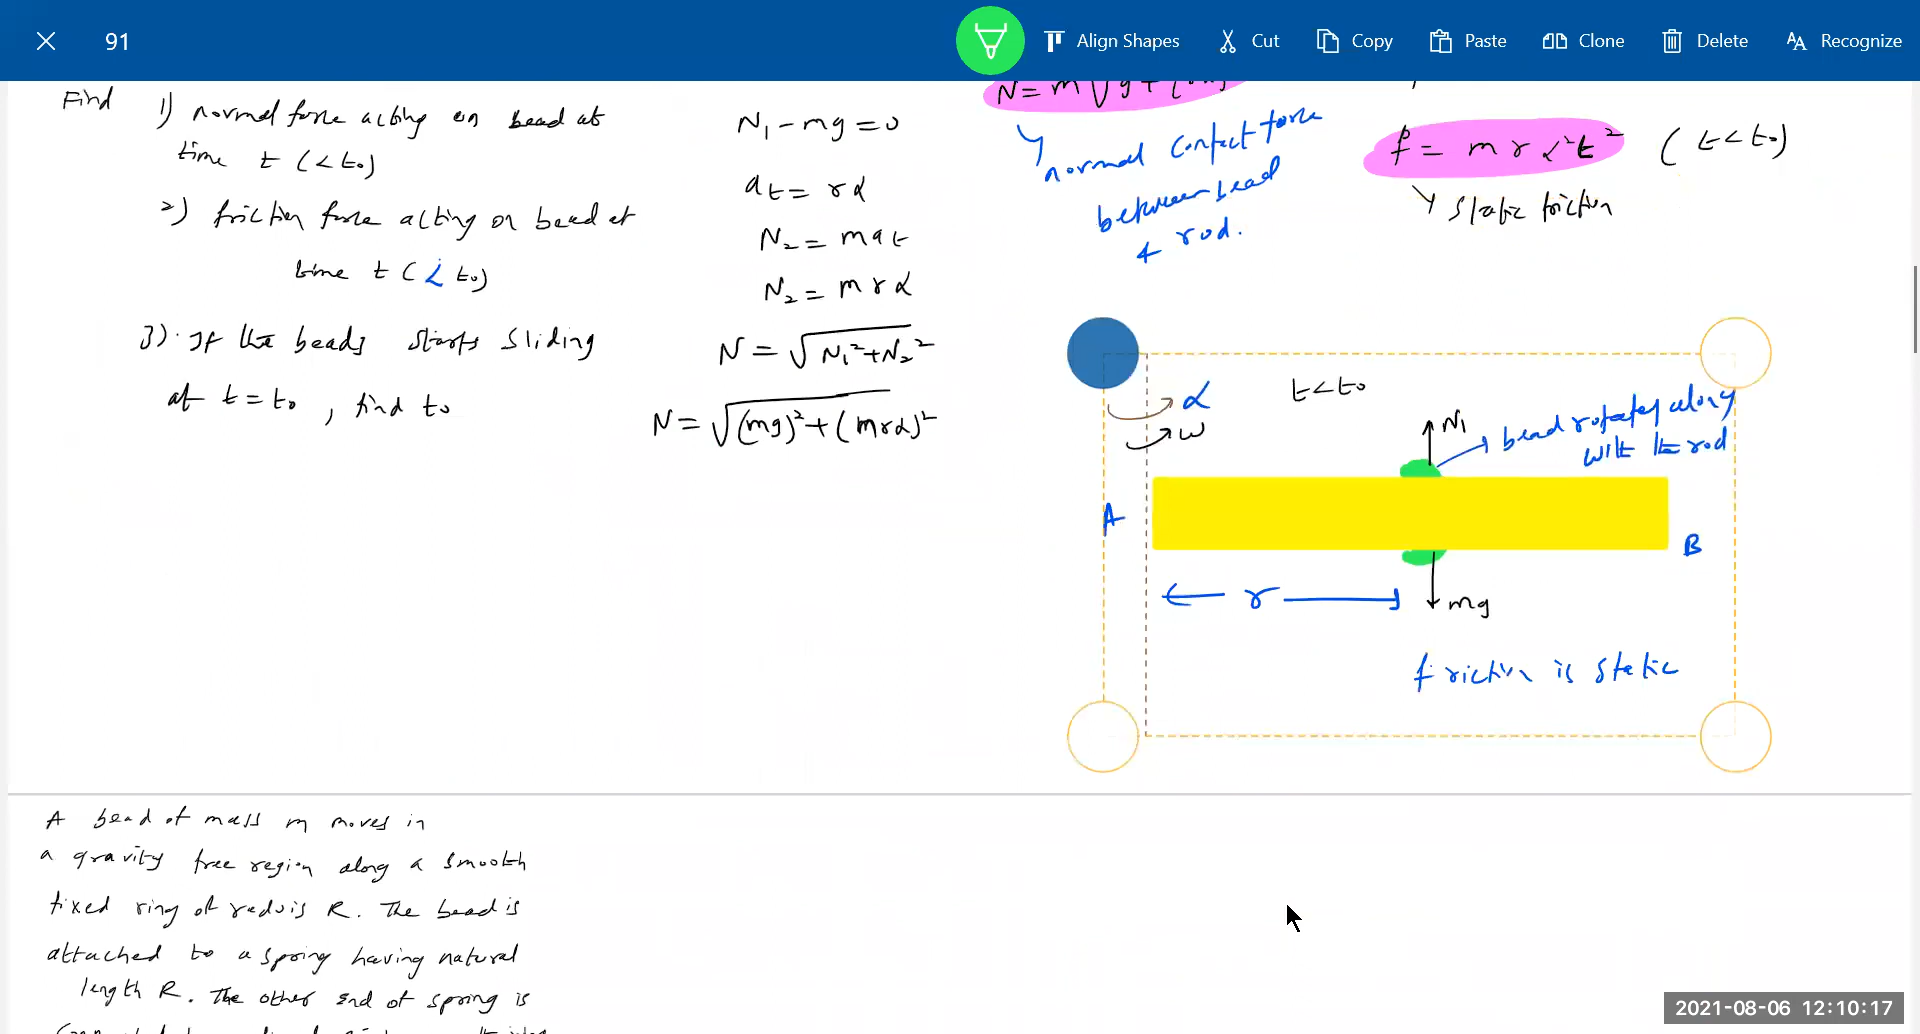 91
Align Shapes
Cut
Copy
Paste
Clone
Delete
Recognize
Find 1) normal force acting on bead at
time t (<t₀)
2) friction force acting on bead at
time t (< t₀)
3) If the beads starts sliding
at t = t₀ , find t₀
N₁ - mg = 0
a_t = rα
N₂ = ma_t
N₂ = mrα
N = √N₁²+N₂²
N = √(mg)²+(mrα)²
normal contact force
between bead
& rod.
f = m r α²t² ( t<t₀)
static friction
α
ω
t<t₀
N₁
bead rotates along
with the rod
A
B
r
mg
friction is static
A bead of mass m moves in
a gravity free region along a smooth
fixed ring of raduis R. The bead is
attached to a spring having natural
length R. The other end of spring is
2021-08-06 12:10:17